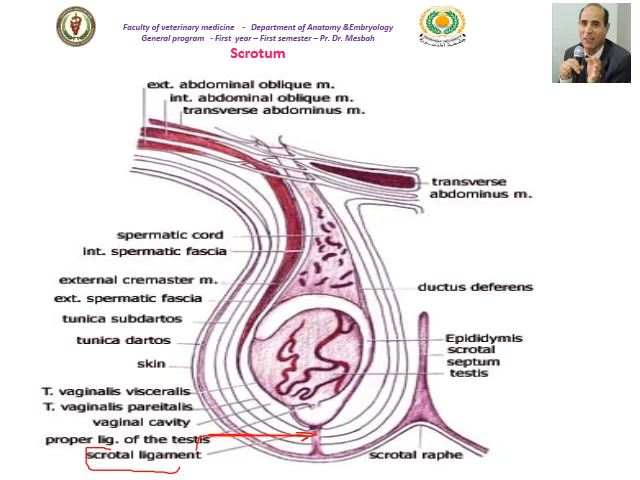 Faculty of veterinary medicine - Department of Anatomy &Embryology
General program - First year – First semester – Pr. Dr. Mesbah
Scrotum
ext. abdominal oblique m.
int. abdominal oblique m.
transverse abdominus m.
transverse
abdominus m.
spermatic cord
int. spermatic fascia
external cremaster m.
ext. spermatic fascia
ductus deferens
tunica subdartos
tunica dartos
skin
Epididymis
scrotal
septum
testis
T. vaginalis visceralis
T. vaginalis pareitalis
vaginal cavity
proper lig. of the testis
scrotal ligament
scrotal raphe